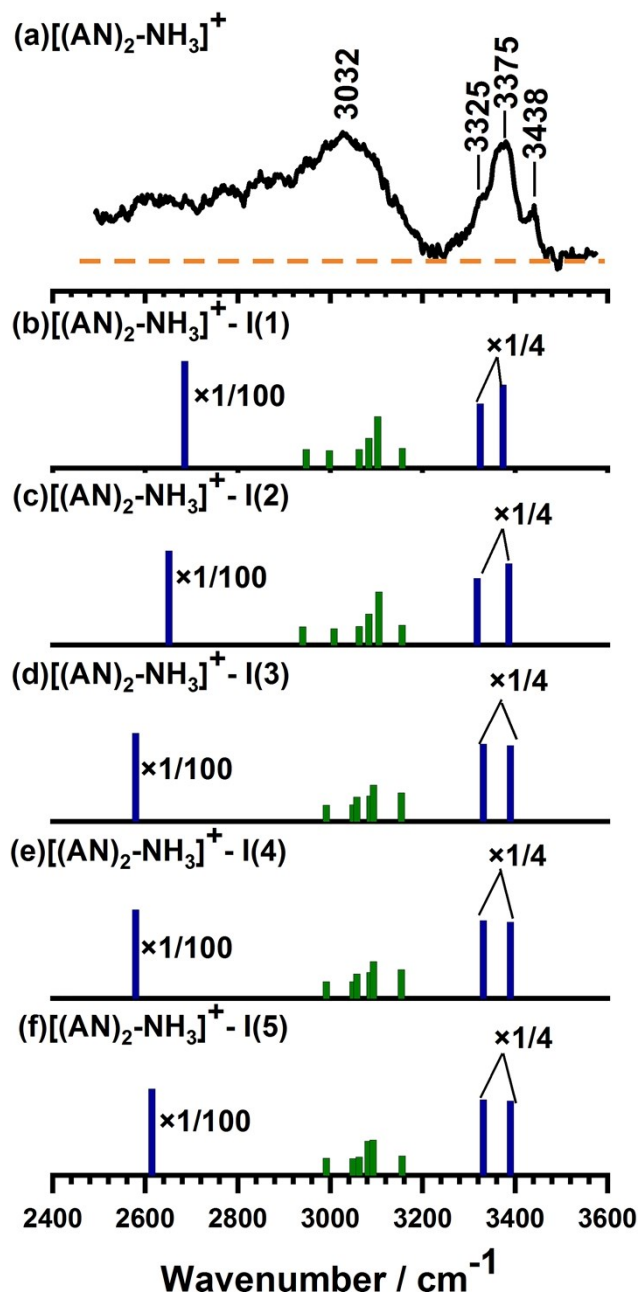 (a)[(AN)₂-NH₃]⁺
3032
3325
3375
3438
(b)[(AN)₂-NH₃]⁺- I(1)
×1/100
×1/4
(c)[(AN)₂-NH₃]⁺- I(2)
×1/100
×1/4
(d)[(AN)₂-NH₃]⁺- I(3)
×1/100
×1/4
(e)[(AN)₂-NH₃]⁺- I(4)
×1/100
×1/4
(f)[(AN)₂-NH₃]⁺- I(5)
×1/100
×1/4
2400 2600 2800 3000 3200 3400 3600
Wavenumber / cm⁻¹